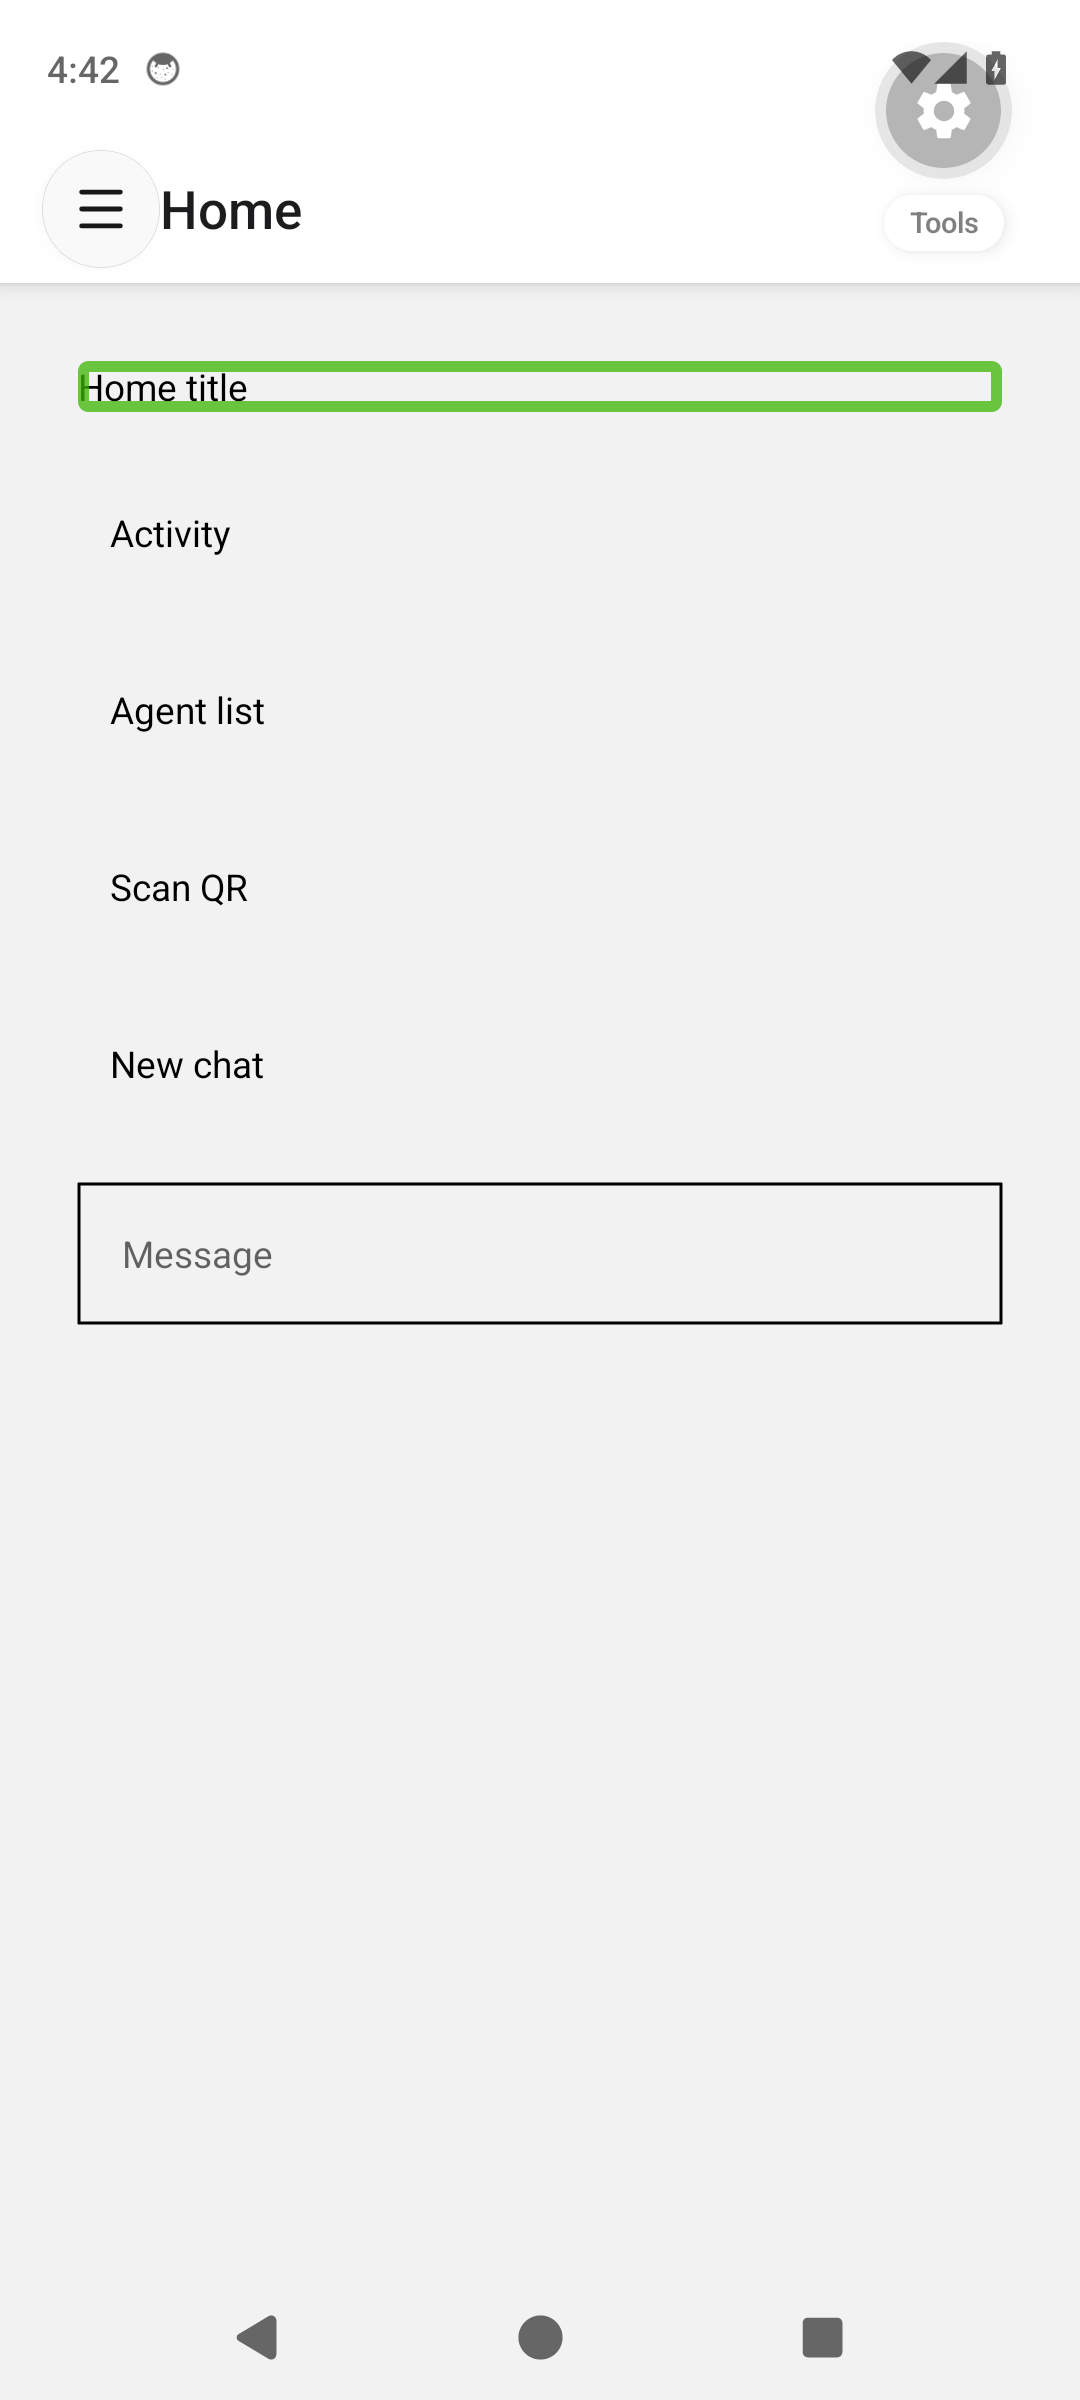 4:42
Home
Tools
Home title
Activity
Agent list
Scan QR
New chat
Message